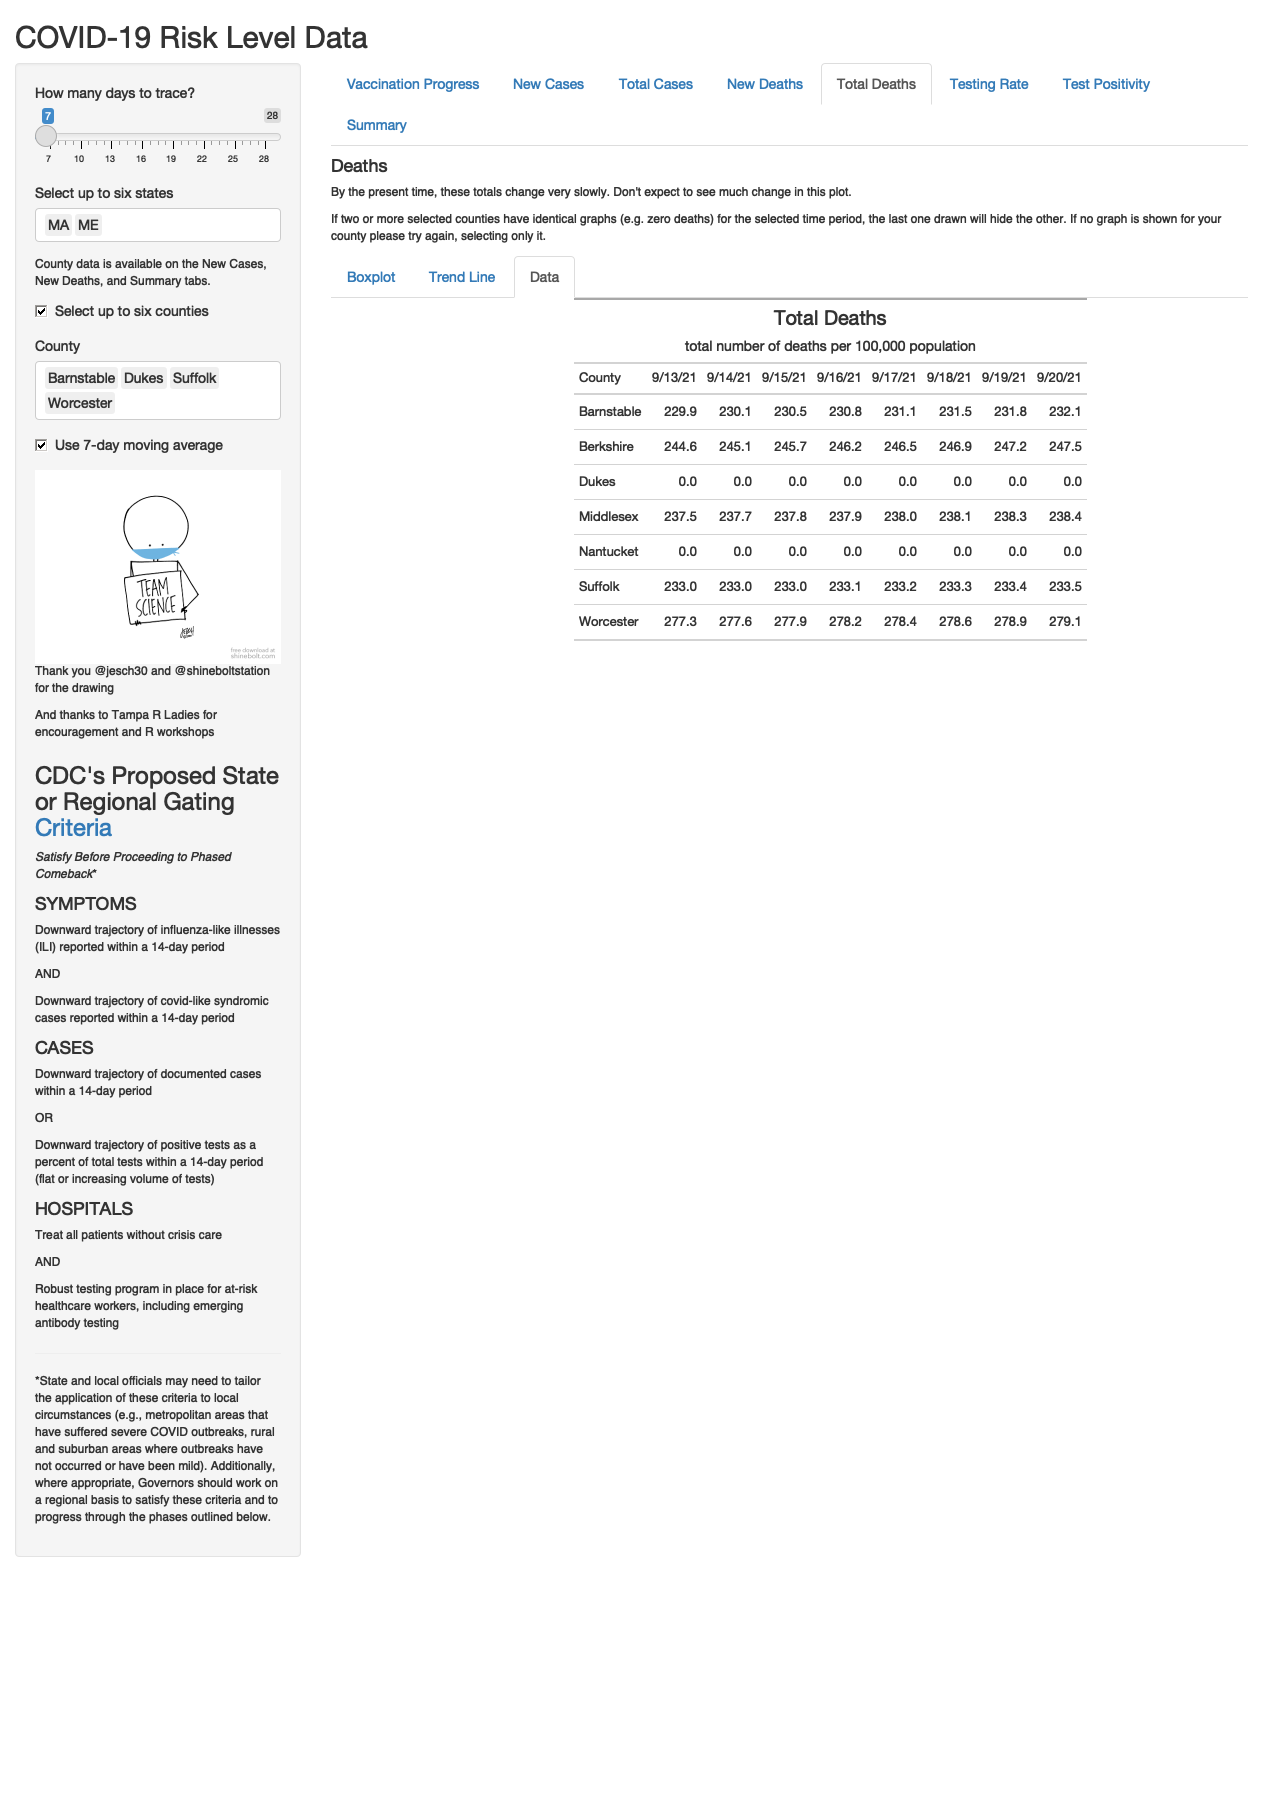 COVID-19 Risk Level Data
How many days to trace?
7 28
7 10 13 16 19 22 25 28
Select up to six states
MA ME
County data is available on the New Cases,
New Deaths, and Summary tabs.
Select up to six counties
County
Barnstable Dukes Suffolk
Worcester
Use 7-day moving average
TEAM
SCIENCE
free download at
shinebolt.com
Thank you @jesch30 and @shineboltstation
for the drawing
And thanks to Tampa R Ladies for
encouragement and R workshops
CDC's Proposed State
or Regional Gating
Criteria
Satisfy Before Proceeding to Phased
Comeback*
SYMPTOMS
Downward trajectory of influenza-like illnesses
(ILI) reported within a 14-day period
AND
Downward trajectory of covid-like syndromic
cases reported within a 14-day period
CASES
Downward trajectory of documented cases
within a 14-day period
OR
Downward trajectory of positive tests as a
percent of total tests within a 14-day period
(flat or increasing volume of tests)
HOSPITALS
Treat all patients without crisis care
AND
Robust testing program in place for at-risk
healthcare workers, including emerging
antibody testing
*State and local officials may need to tailor
the application of these criteria to local
circumstances (e.g., metropolitan areas that
have suffered severe COVID outbreaks, rural
and suburban areas where outbreaks have
not occurred or have been mild). Additionally,
where appropriate, Governors should work on
a regional basis to satisfy these criteria and to
progress through the phases outlined below.
Vaccination Progress New Cases Total Cases New Deaths Total Deaths Testing Rate Test Positivity
Summary
Deaths
By the present time, these totals change very slowly. Don't expect to see much change in this plot.
If two or more selected counties have identical graphs (e.g. zero deaths) for the selected time period, the last one drawn will hide the other. If no graph is shown for your
county please try again, selecting only it.
Boxplot Trend Line Data
Total Deaths
total number of deaths per 100,000 population
County 9/13/21 9/14/21 9/15/21 9/16/21 9/17/21 9/18/21 9/19/21 9/20/21
Barnstable 229.9 230.1 230.5 230.8 231.1 231.5 231.8 232.1
Berkshire 244.6 245.1 245.7 246.2 246.5 246.9 247.2 247.5
Dukes 0.0 0.0 0.0 0.0 0.0 0.0 0.0 0.0
Middlesex 237.5 237.7 237.8 237.9 238.0 238.1 238.3 238.4
Nantucket 0.0 0.0 0.0 0.0 0.0 0.0 0.0 0.0
Suffolk 233.0 233.0 233.0 233.1 233.2 233.3 233.4 233.5
Worcester 277.3 277.6 277.9 278.2 278.4 278.6 278.9 279.1